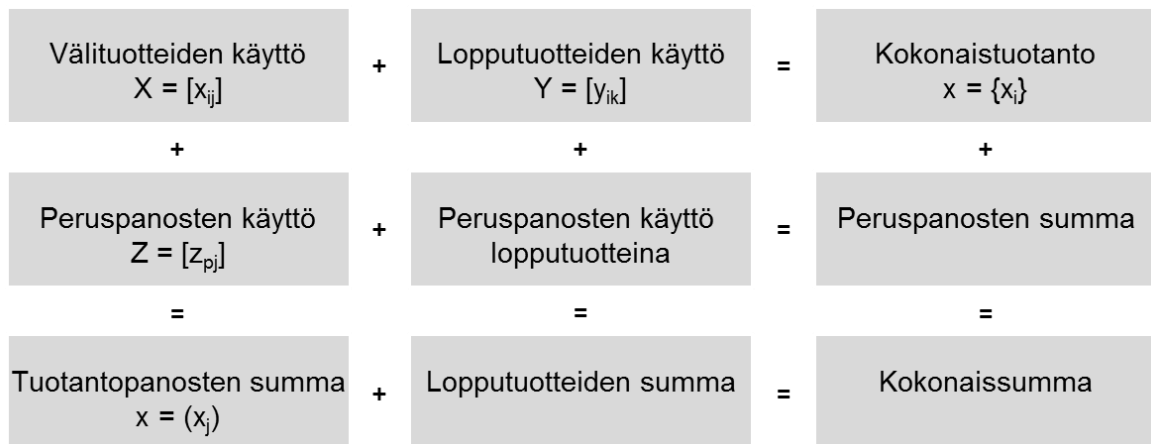 Välituotteiden käyttö + Lopputuotteiden käyttö = Kokonaistuotanto
X = [xij] Y = [yik] x = {xi}
+ + +
Peruspanosten käyttö + Peruspanosten käyttö = Peruspanosten summa
Z = [zpj] lopputuotteina
= = =
Tuotantopanosten summa + Lopputuotteiden summa = Kokonaissumma
x = (xj)